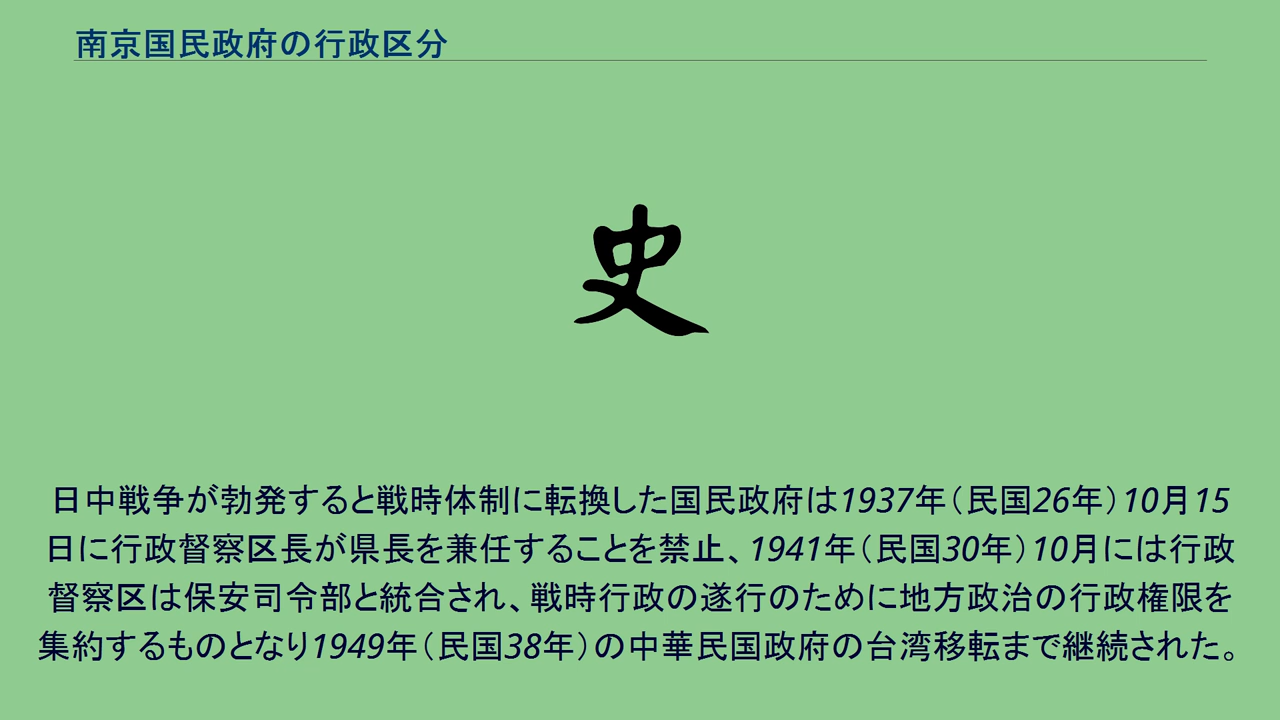 南京国民政府の行政区分
史
日中戦争が勃発すると戦時体制に転換した国民政府は1937年（民国26年）10月15
日に行政督察区長が県長を兼任することを禁止、1941年（民国30年）10月には行政
督察区は保安司令部と統合され、戦時行政の遂行のために地方政治の行政権限を
集約するものとなり1949年（民国38年）の中華民国政府の台湾移転まで継続された。